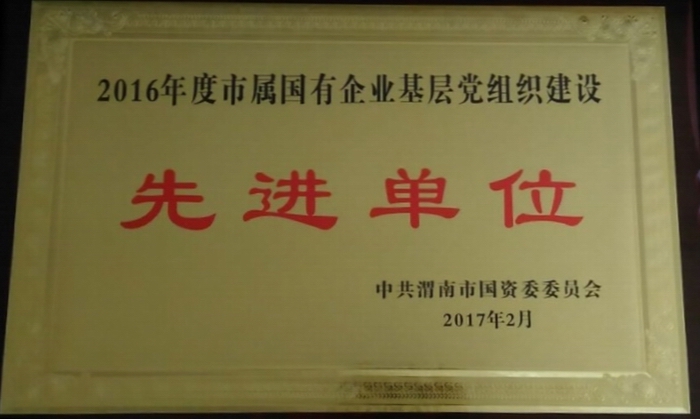 2016年度市属国有企业基层党组织建设
先进单位
中共渭南市国资委委员会
2017年2月